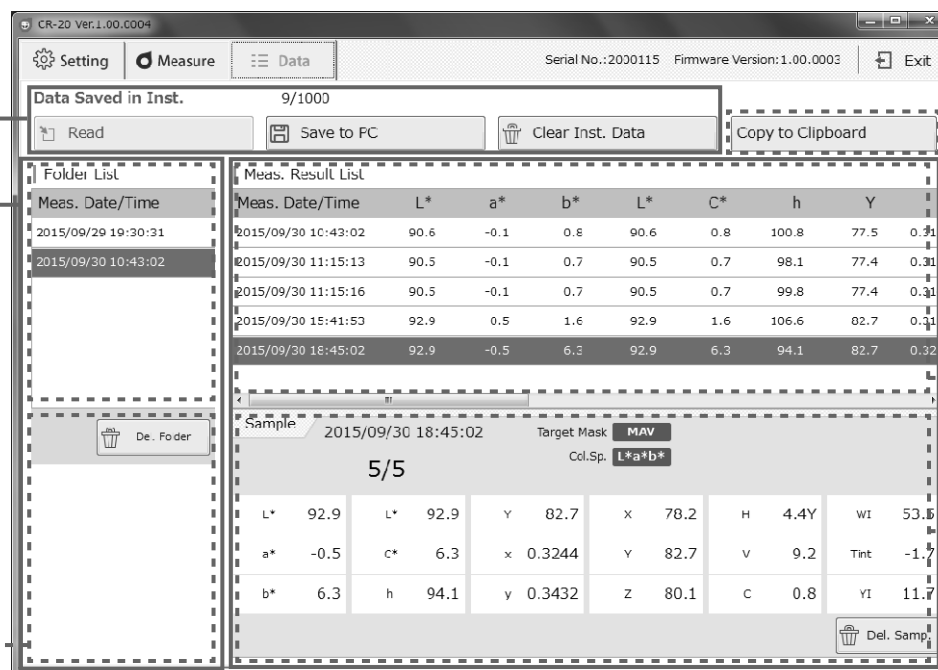 CR-20 Ver.1.00.0004
Setting Measure Data Serial No.:2000115 Firmware Version:1.00.0003 Exit
Data Saved in Inst. 9/1000
Read Save to PC Clear Inst. Data Copy to Clipboard
Folder List Meas. Result List
Meas. Date/Time Meas. Date/Time L* a* b* L* C* h Y
2015/09/29 19:30:31 2015/09/30 10:43:02 90.6 -0.1 0.8 90.6 0.8 100.8 77.5 0.31
2015/09/30 10:43:02 2015/09/30 11:15:13 90.5 -0.1 0.7 90.5 0.7 98.1 77.4 0.31
2015/09/30 11:15:16 90.5 -0.1 0.7 90.5 0.7 99.8 77.4 0.31
2015/09/30 15:41:53 92.9 0.5 1.6 92.9 1.6 106.6 82.7 0.31
2015/09/30 18:45:02 92.9 -0.5 6.3 92.9 6.3 94.1 82.7 0.32
Sample 2015/09/30 18:45:02 Target Mask MAV
De. Foder 5/5 Col.Sp. L*a*b*
L* 92.9 L* 92.9 Y 82.7 X 78.2 H 4.4Y WI 53.5
a* -0.5 C* 6.3 x 0.3244 Y 82.7 V 9.2 Tint -1.7
b* 6.3 h 94.1 y 0.3432 Z 80.1 C 0.8 YI 11.7
Del. Samp.